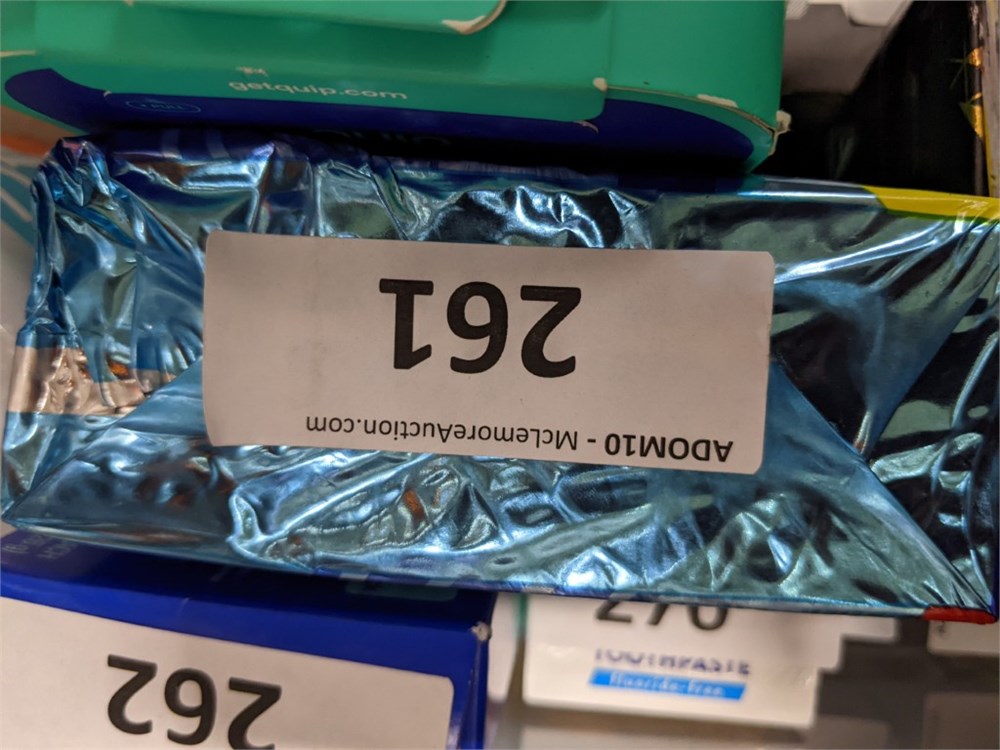 getquip.com
261
ADOM10 - McLemoreAuction.com
262
270
TOOTHPASTE
fluoride-free